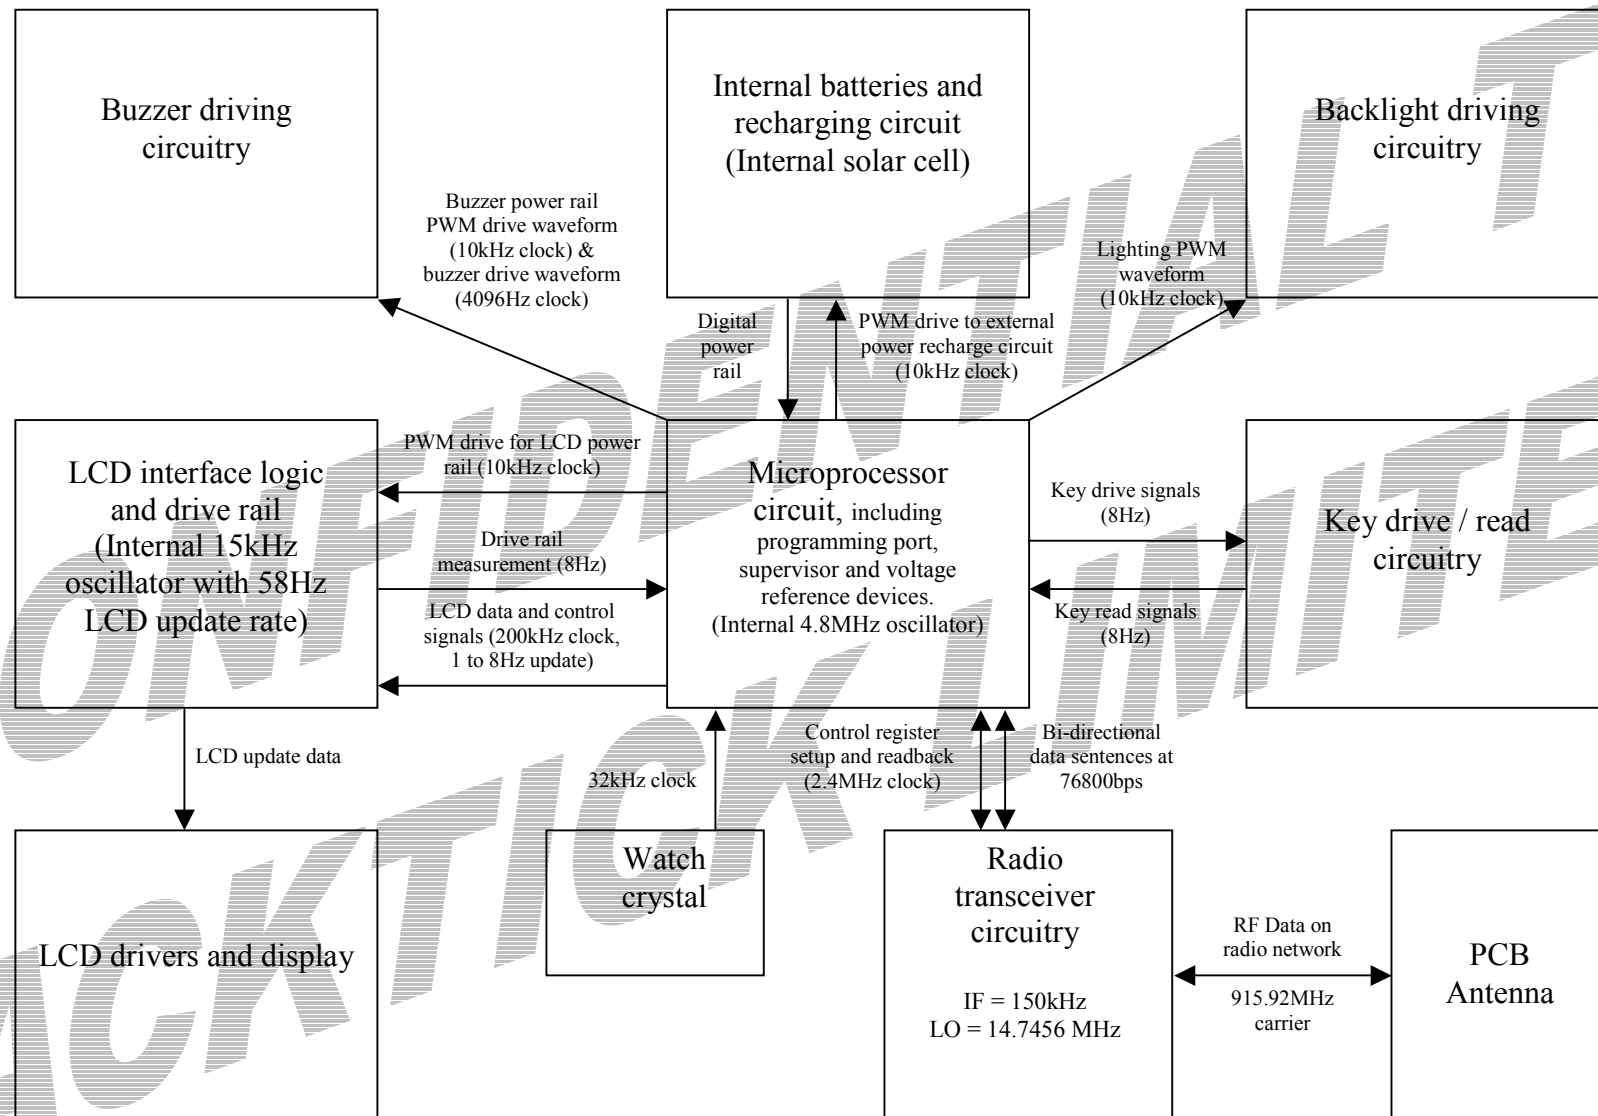 Buzzer driving
circuitry
Internal batteries and
recharging circuit
(Internal solar cell)
Backlight driving
circuitry
Buzzer power rail
PWM drive waveform
(10kHz clock) &
buzzer drive waveform
(4096Hz clock)
Digital
power
rail
PWM drive to external
power recharge circuit
(10kHz clock)
Lighting PWM
waveform
(10kHz clock)
LCD interface logic
and drive rail
(Internal 15kHz
oscillator with 58Hz
LCD update rate)
PWM drive for LCD power
rail (10kHz clock)
Drive rail
measurement (8Hz)
LCD data and control
signals (200kHz clock,
1 to 8Hz update)
Microprocessor
circuit, including
programming port,
supervisor and voltage
reference devices.
(Internal 4.8MHz oscillator)
Key drive signals
(8Hz)
Key read signals
(8Hz)
Key drive / read
circuitry
LCD update data
32kHz clock
Control register
setup and readback
(2.4MHz clock)
Bi-directional
data sentences at
76800bps
LCD drivers and display
Watch
crystal
Radio
transceiver
circuitry
IF = 150kHz
LO = 14.7456 MHz
RF Data on
radio network
915.92MHz
carrier
PCB
Antenna
ONFIDENTIAL T
ACKTICK LIMITE